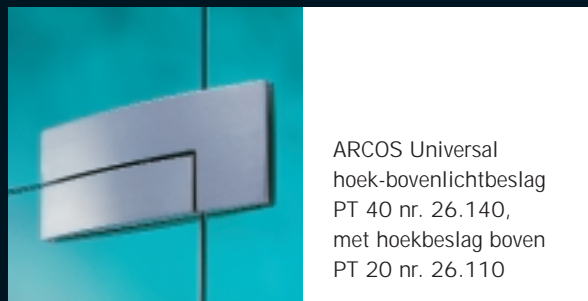 ARCOS Universal
hoek-bovenlichtbeslag
PT 40 nr. 26.140,
met hoekbeslag boven
PT 20 nr. 26.110